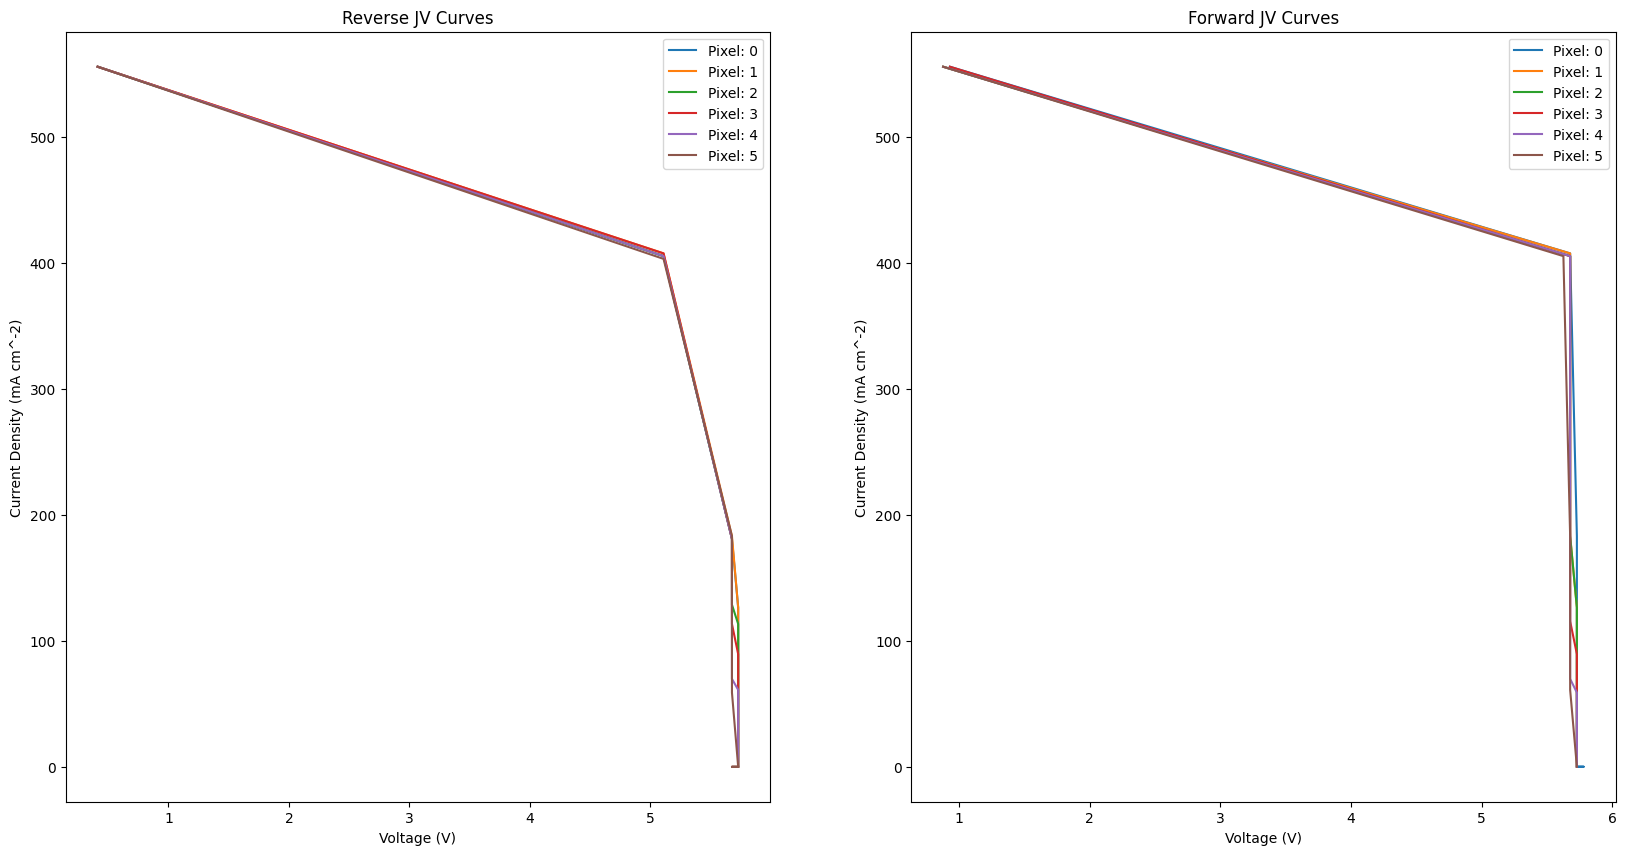 Reverse JV Curves
Pixel: 0
Pixel: 1
Pixel: 2
Pixel: 3
Pixel: 4
Pixel: 5
500
400
300
200
100
0
Current Density (mA cm^-2)
1 2 3 4 5
Voltage (V)
Forward JV Curves
Pixel: 0
Pixel: 1
Pixel: 2
Pixel: 3
Pixel: 4
Pixel: 5
500
400
300
200
100
0
Current Density (mA cm^-2)
1 2 3 4 5 6
Voltage (V)